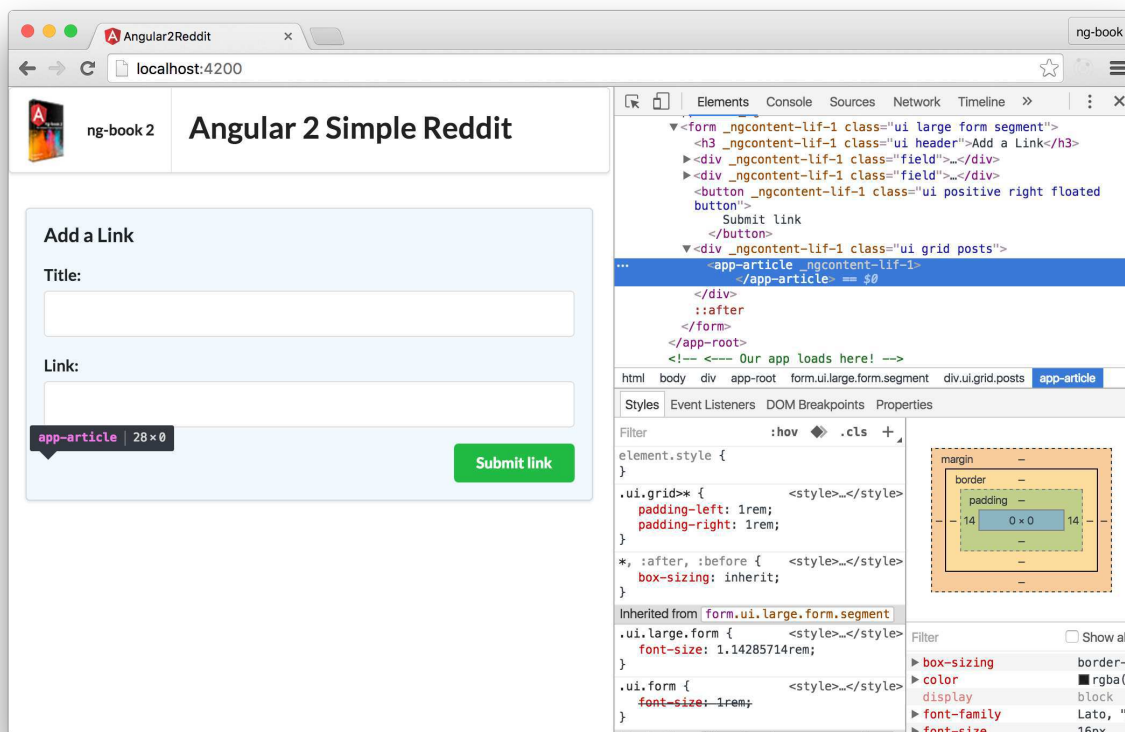 Angular2Reddit
ng-book
localhost:4200
ng-book 2
Angular 2 Simple Reddit
Add a Link
Title:
Link:
app-article 28×0
Submit link
Elements Console Sources Network Timeline »
▼<form _ngcontent-lif-1 class="ui large form segment">
<h3 _ngcontent-lif-1 class="ui header">Add a Link</h3>
▶<div _ngcontent-lif-1 class="field">…</div>
▶<div _ngcontent-lif-1 class="field">…</div>
<button _ngcontent-lif-1 class="ui positive right floated
button">
Submit link
</button>
▼<div _ngcontent-lif-1 class="ui grid posts">
<app-article _ngcontent-lif-1>
</app-article> == $0
</div>
::after
</form>
</app-root>
<!-- <--- Our app loads here! -->
html body div app-root form.ui.large.form.segment div.ui.grid.posts app-article
Styles Event Listeners DOM Breakpoints Properties
Filter :hov .cls +
element.style {
}
.ui.grid>* { <style>…</style>
padding-left: 1rem;
padding-right: 1rem;
}
*, :after, :before { <style>…</style>
box-sizing: inherit;
}
Inherited from form.ui.large.form.segment
.ui.large.form { <style>…</style>
font-size: 1.14285714rem;
}
.ui.form { <style>…</style>
font-size: 1rem;
}
margin –
border –
padding –
– – 14 0 × 0 14 – –
–
–
–
Filter Show al
▶ box-sizing border-
▶ color rgba(
display block
▶ font-family Lato, "
▶ font-size 16px